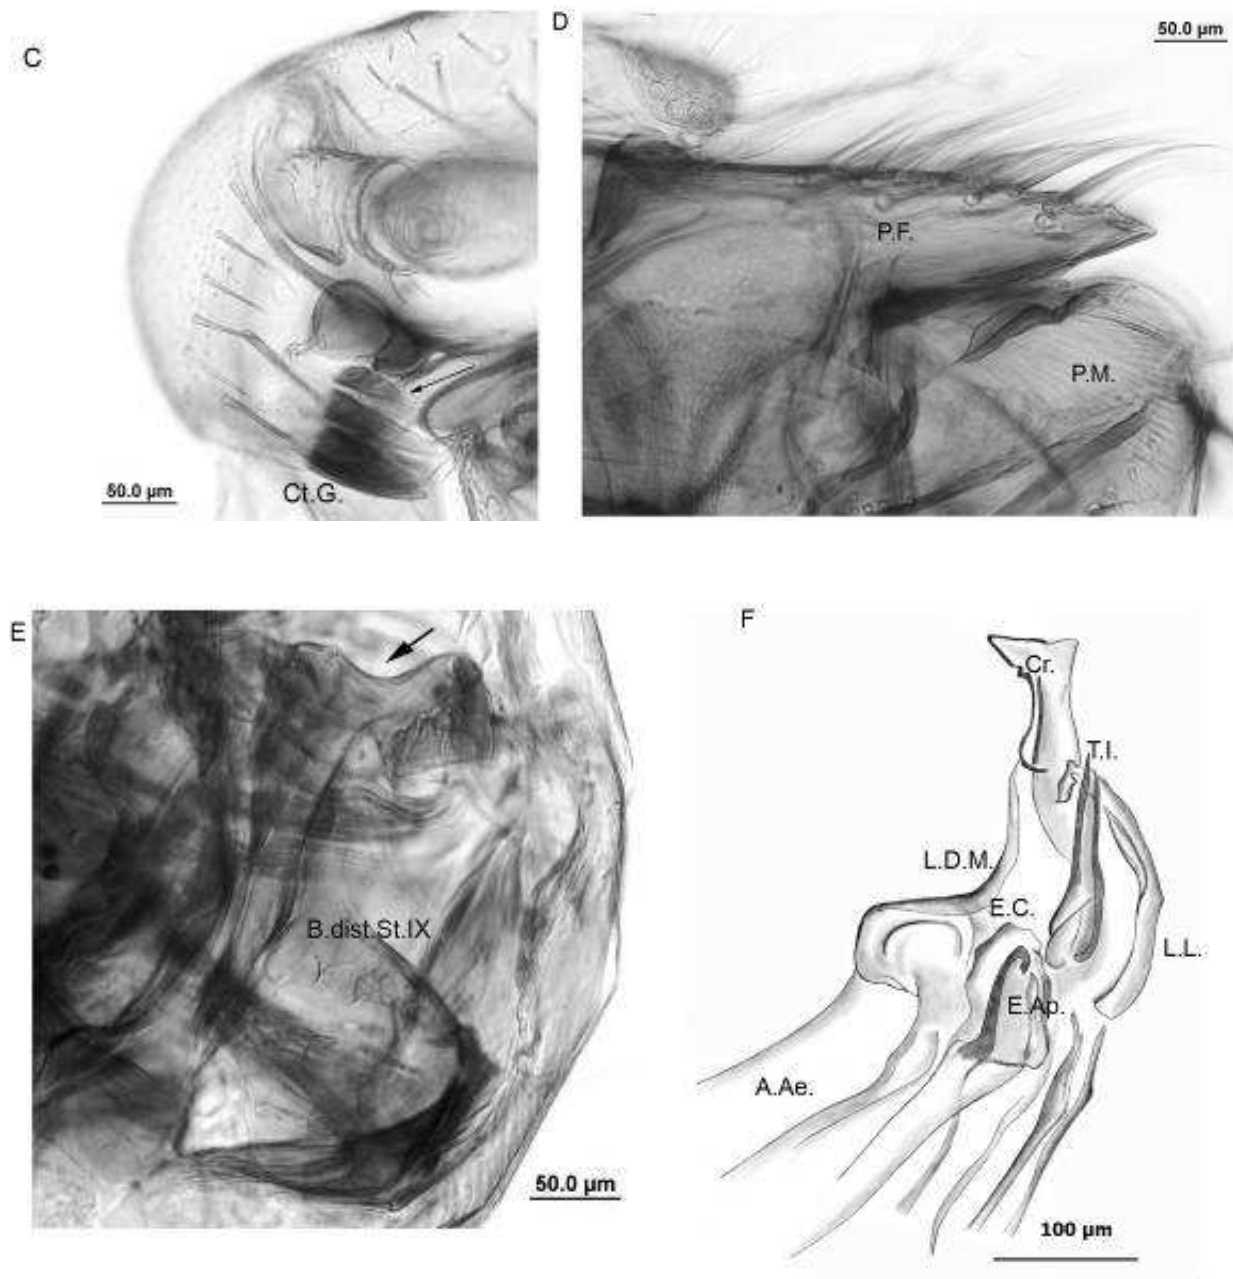 C
D
50.0 µm
P.F.
P.M.
50.0 µm
Ct.G.
E
F
Cr.
T.I.
L.D.M.
E.C.
B.dist.St.IX
L.L.
E.Ap.
A.Ae.
50.0 µm
100 µm